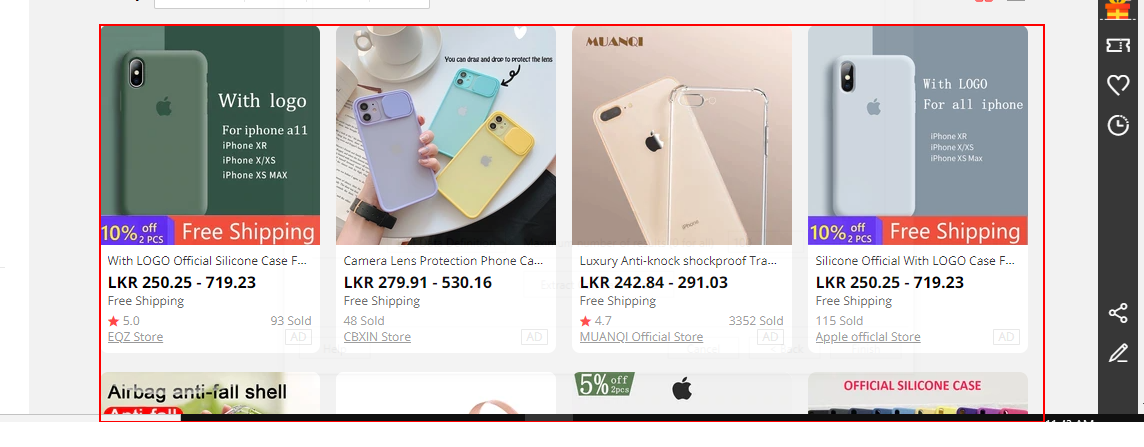 With logo
For iphone a11
iPhone XR
iPhone X/XS
iPhone XS MAX
10% off
2 PCS
Free Shipping
With LOGO Official Silicone Case F...
LKR 250.25 - 719.23
Free Shipping
5.0
93 Sold
EQZ Store
AD
You can drag and drop to protect the lens
Camera Lens Protection Phone Ca...
LKR 279.91 - 530.16
Free Shipping
48 Sold
CBXIN Store
AD
MUANQI
iPhone
Luxury Anti-knock shockproof Tra...
LKR 242.84 - 291.03
Free Shipping
4.7
3352 Sold
MUANQI Official Store
AD
With LOGO
For all iphone
iPhone XR
iPhone X/XS
iPhone XS Max
10% off
2 PCS
Free Shipping
Silicone Official With LOGO Case F...
LKR 250.25 - 719.23
Free Shipping
115 Sold
Apple official Store
AD
Airbag anti-fall shell
Anti-fall
5% off
2pcs
OFFICIAL SILICONE CASE